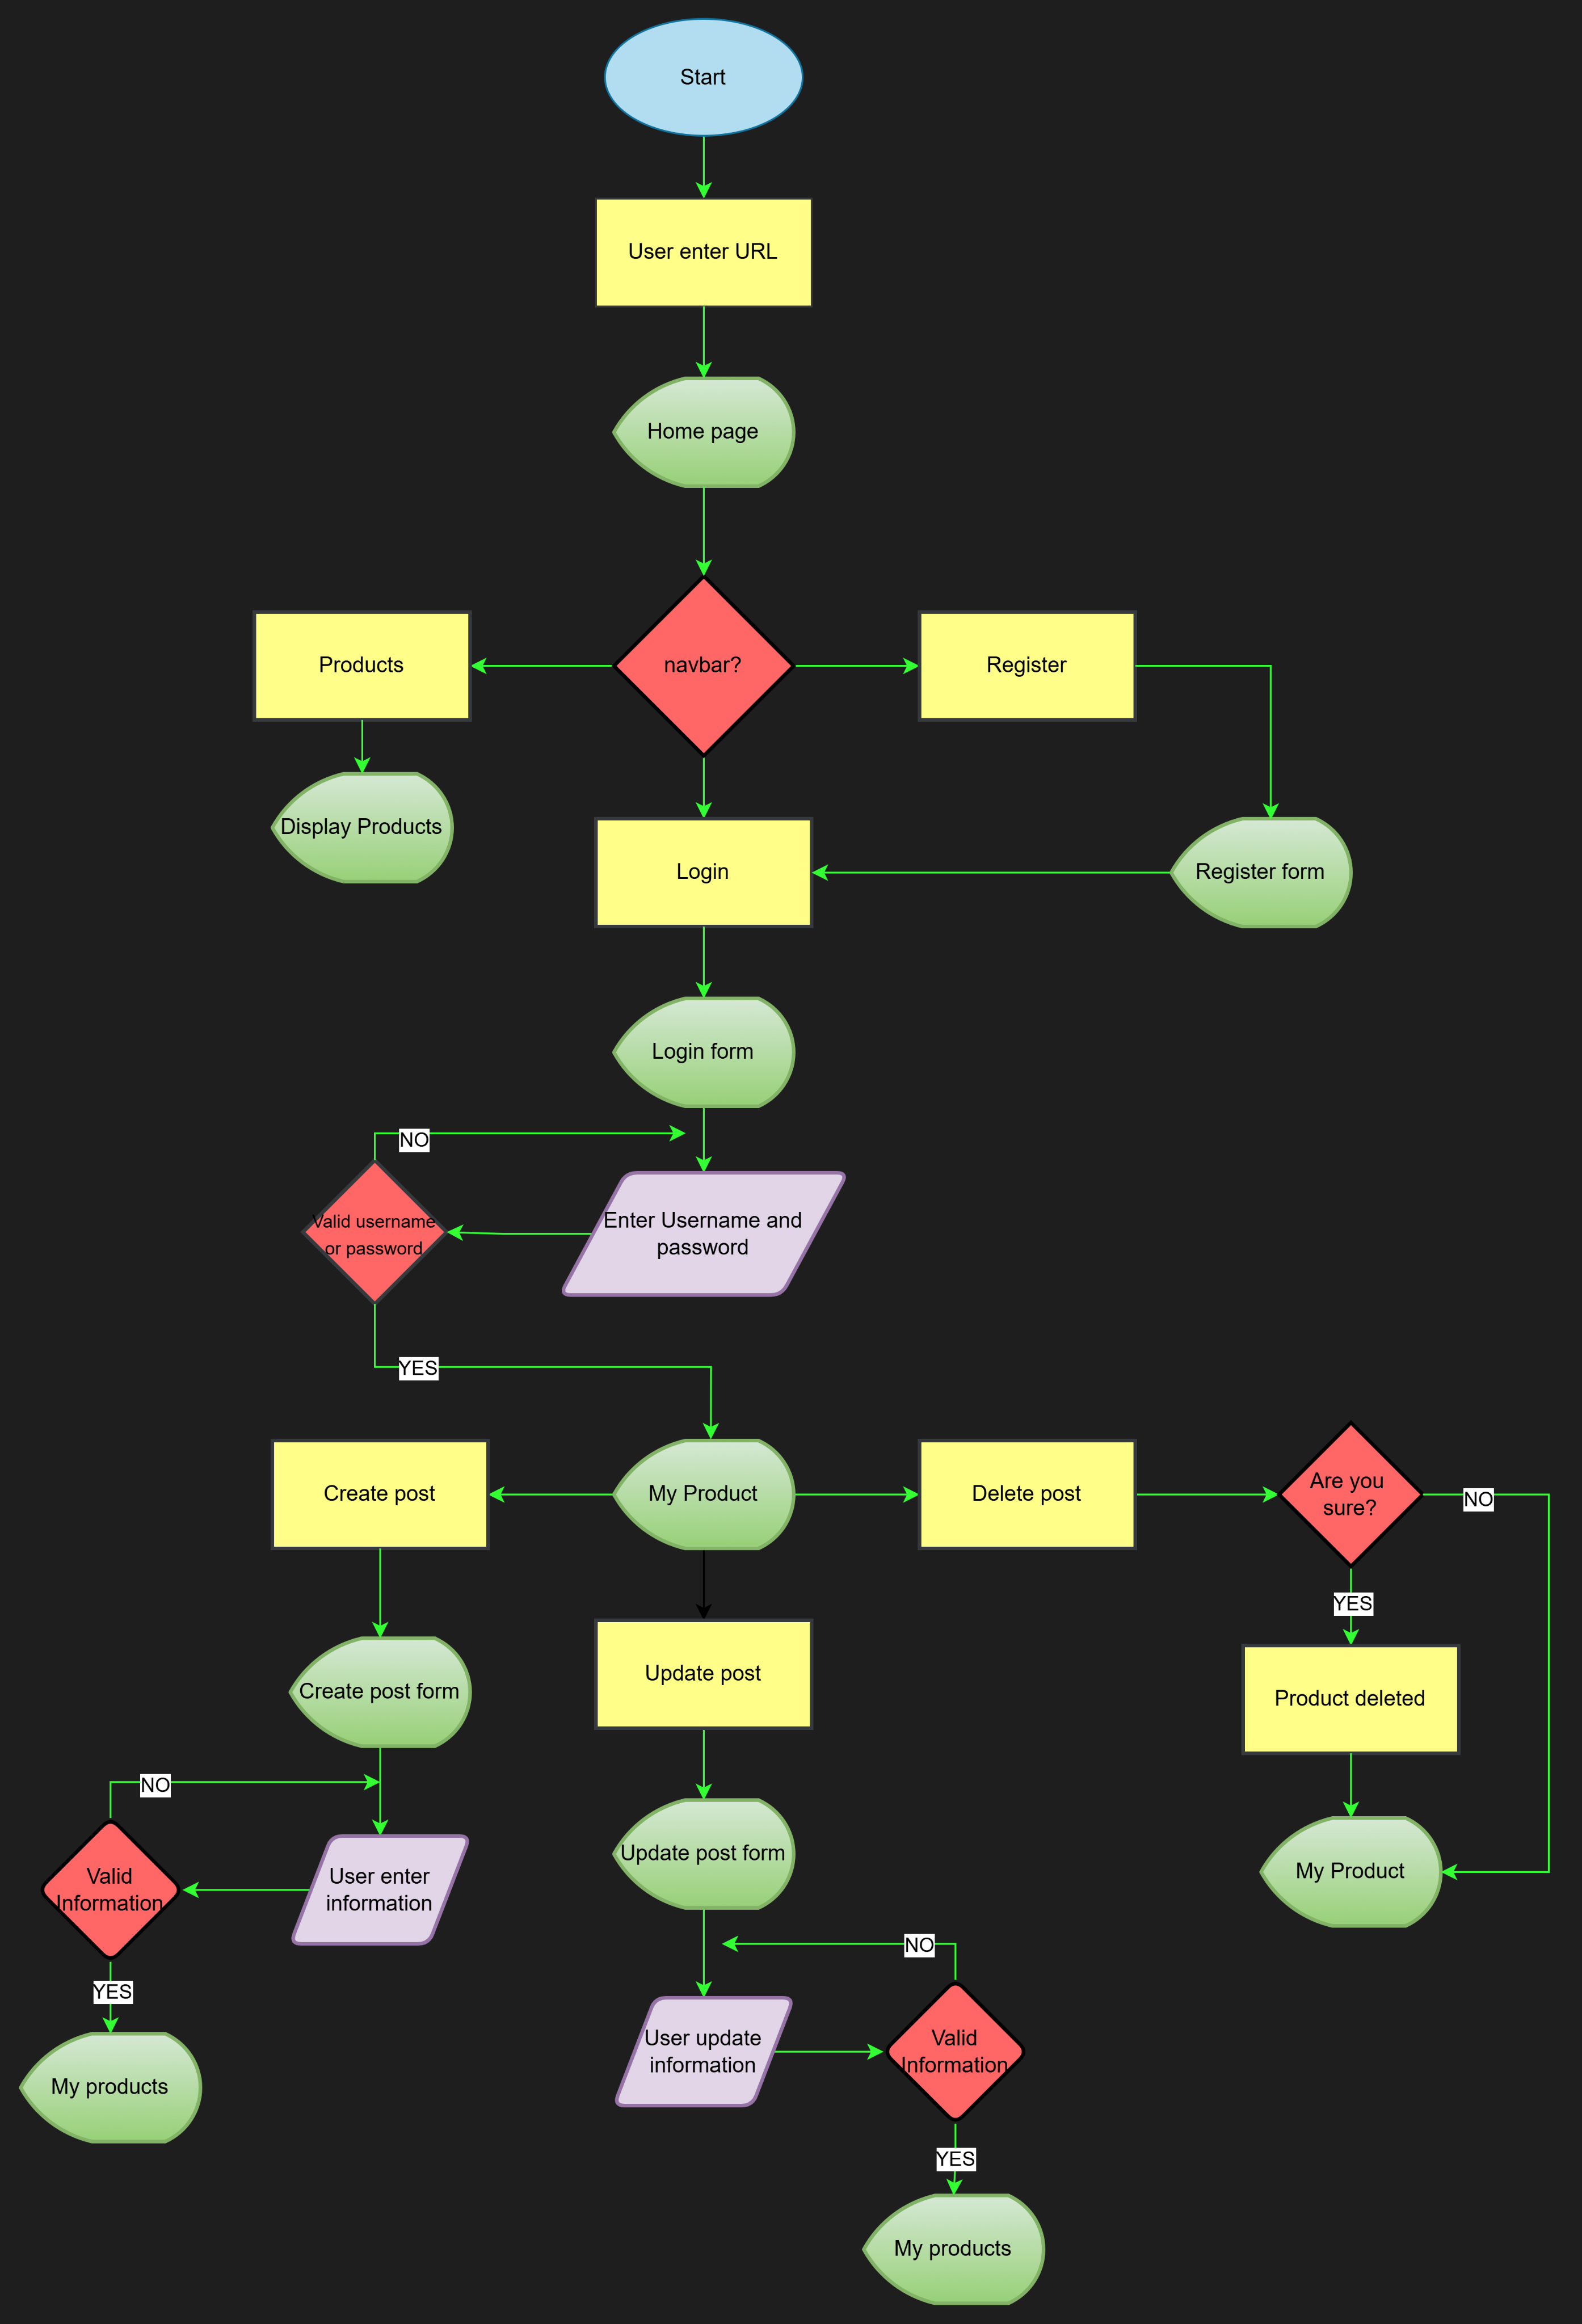 Start
User enter URL
Home page
Products
navbar?
Register
Display Products
Login
Register form
Login form
NO
Valid username
or password
Enter Username and
password
YES
Create post
My Product
Delete post
Are you
sure?
NO
YES
Update post
Product deleted
Create post form
NO
Update post form
My Product
Valid
Information
User enter
information
NO
YES
User update
information
Valid
Information
My products
YES
My products